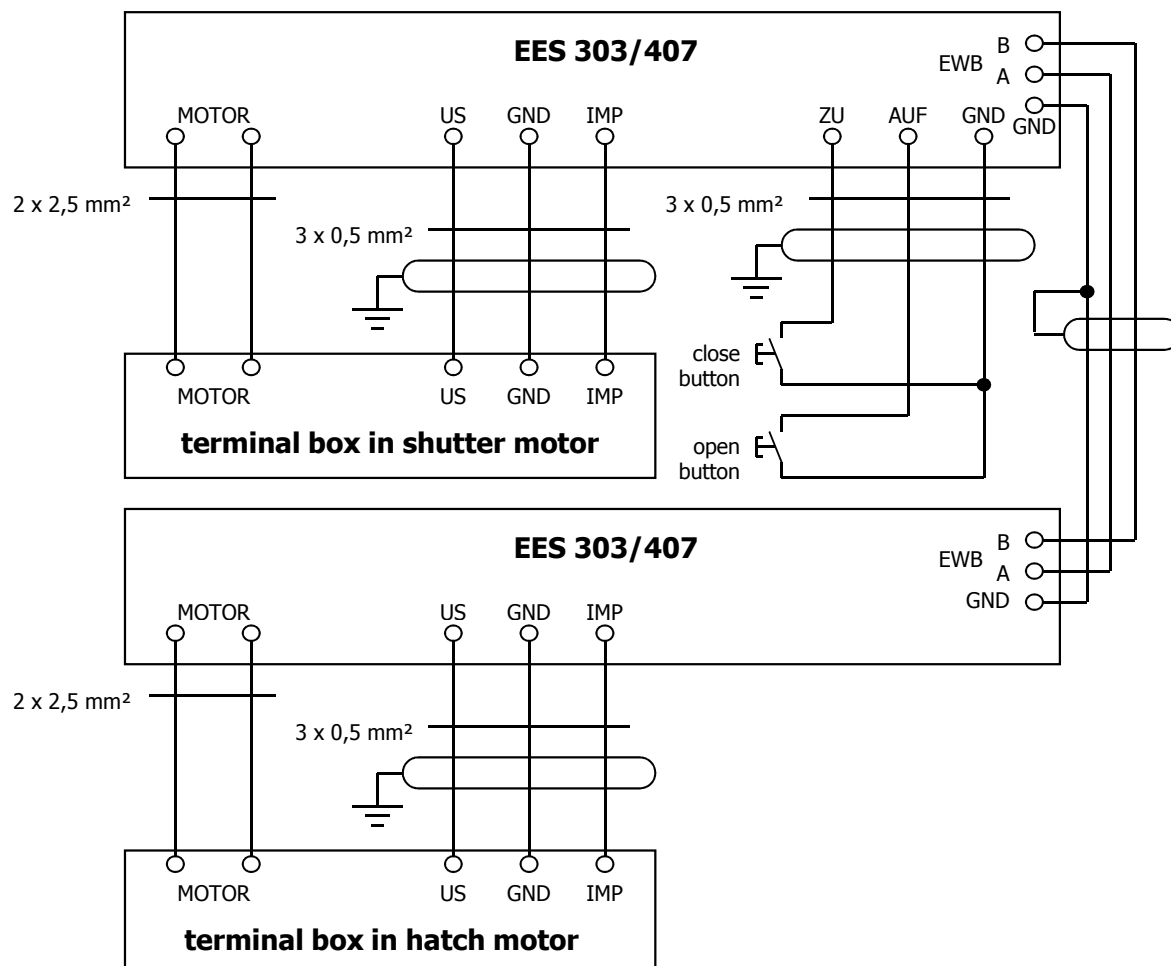 EES 303/407
B
EWB
A
GND
MOTOR
US
GND
IMP
ZU
AUF
GND
2 x 2,5 mm²
3 x 0,5 mm²
3 x 0,5 mm²
close
button
open
button
MOTOR
US
GND
IMP
terminal box in shutter motor
EES 303/407
B
EWB
A
GND
MOTOR
US
GND
IMP
2 x 2,5 mm²
3 x 0,5 mm²
MOTOR
US
GND
IMP
terminal box in hatch motor